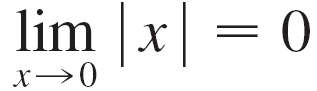 lim |x| = 0
x→0